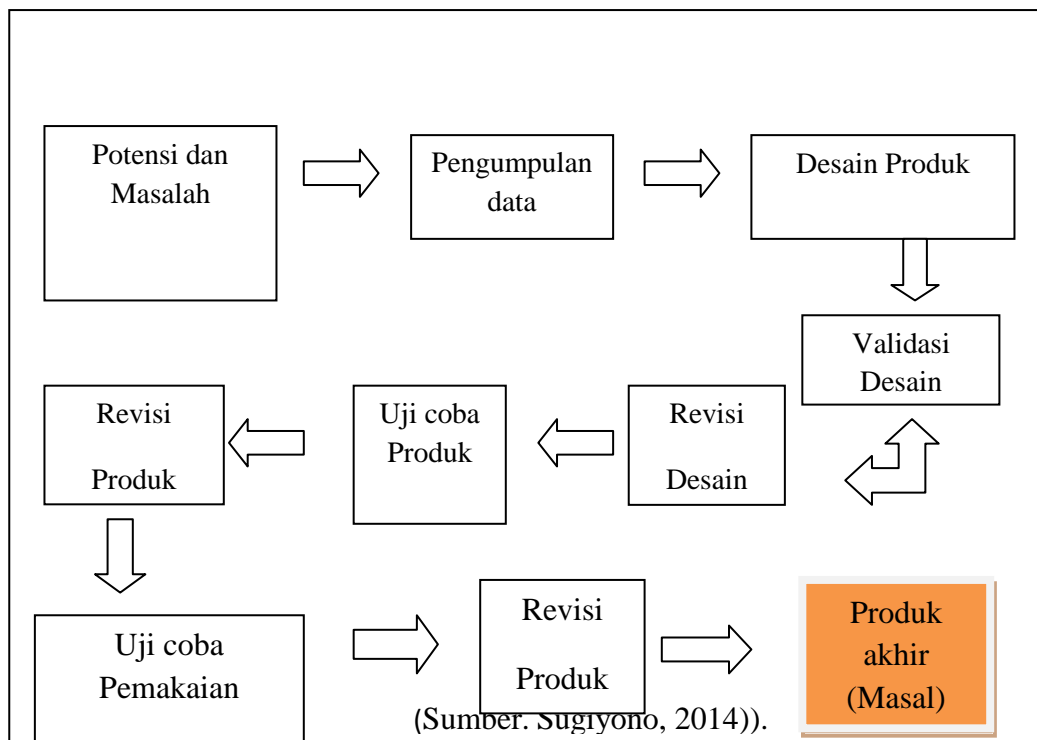 Potensi dan
Masalah
Pengumpulan
data
Desain Produk
Validasi
Desain
Revisi
Desain
Uji coba
Produk
Revisi
Produk
Uji coba
Pemakaian
Revisi
Produk
Produk
akhir
(Masal)
(Sumber. Sugiyono, 2014)).